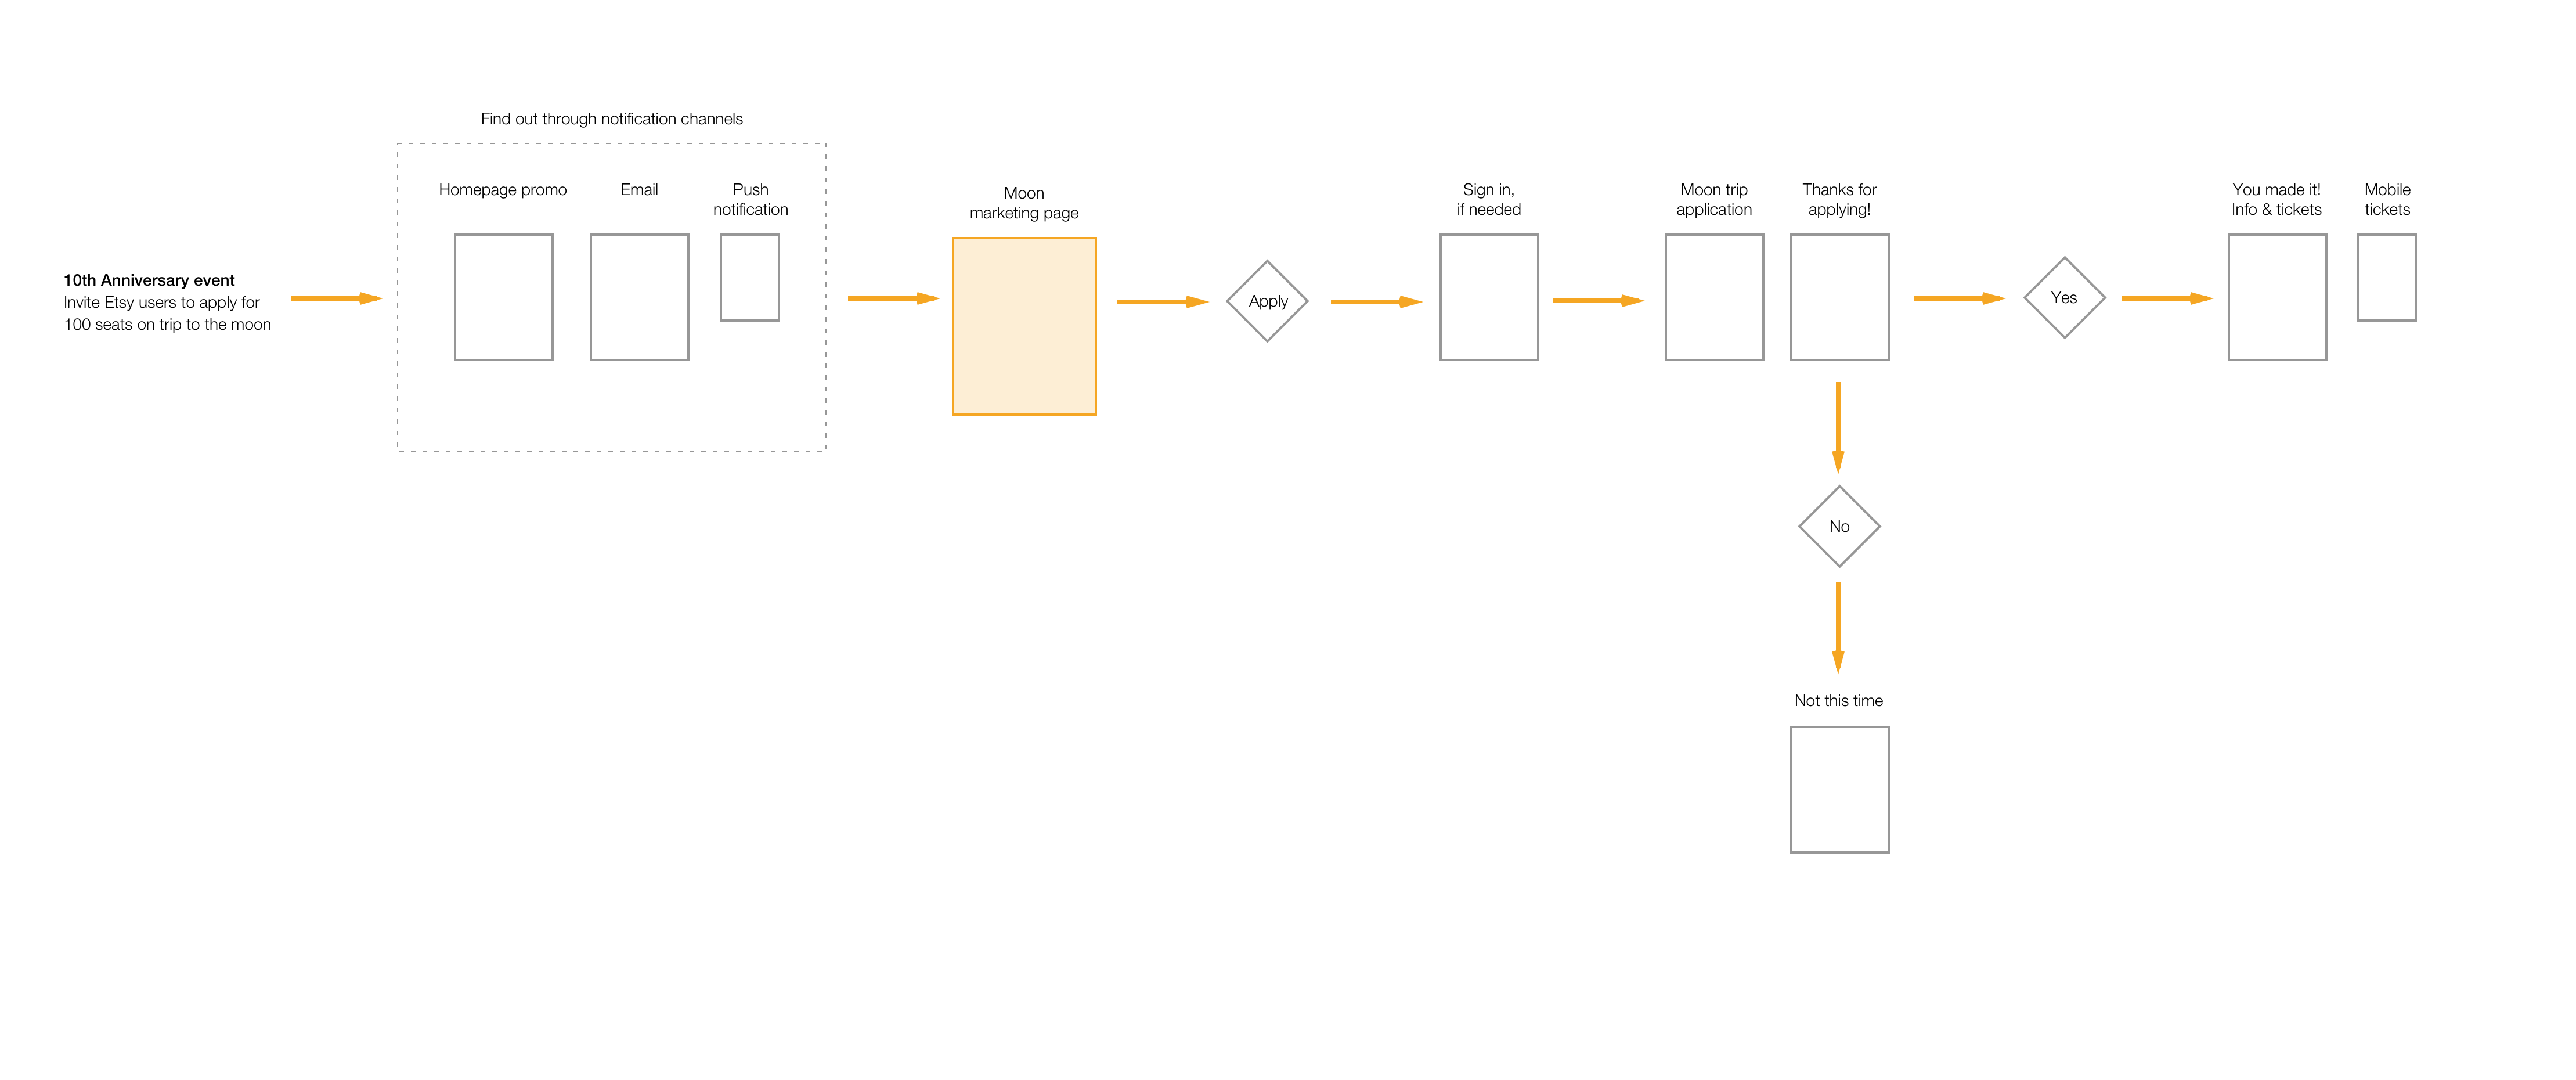 Find out through notification channels
Homepage promo
Email
Push
notification
Moon
marketing page
Sign in,
if needed
Moon trip
application
Thanks for
applying!
You made it!
Info & tickets
Mobile
tickets
10th Anniversary event
Invite Etsy users to apply for
100 seats on trip to the moon
Apply
Yes
No
Not this time